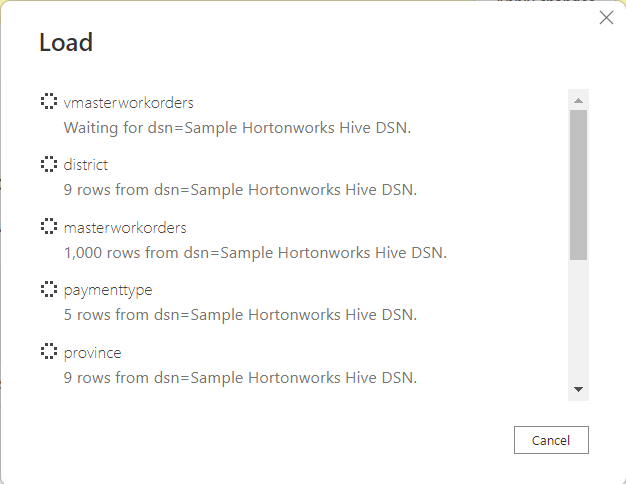 Load
vmasterworkorders
Waiting for dsn=Sample Hortonworks Hive DSN.
district
9 rows from dsn=Sample Hortonworks Hive DSN.
masterworkorders
1,000 rows from dsn=Sample Hortonworks Hive DSN.
paymenttype
5 rows from dsn=Sample Hortonworks Hive DSN.
province
9 rows from dsn=Sample Hortonworks Hive DSN.
Cancel